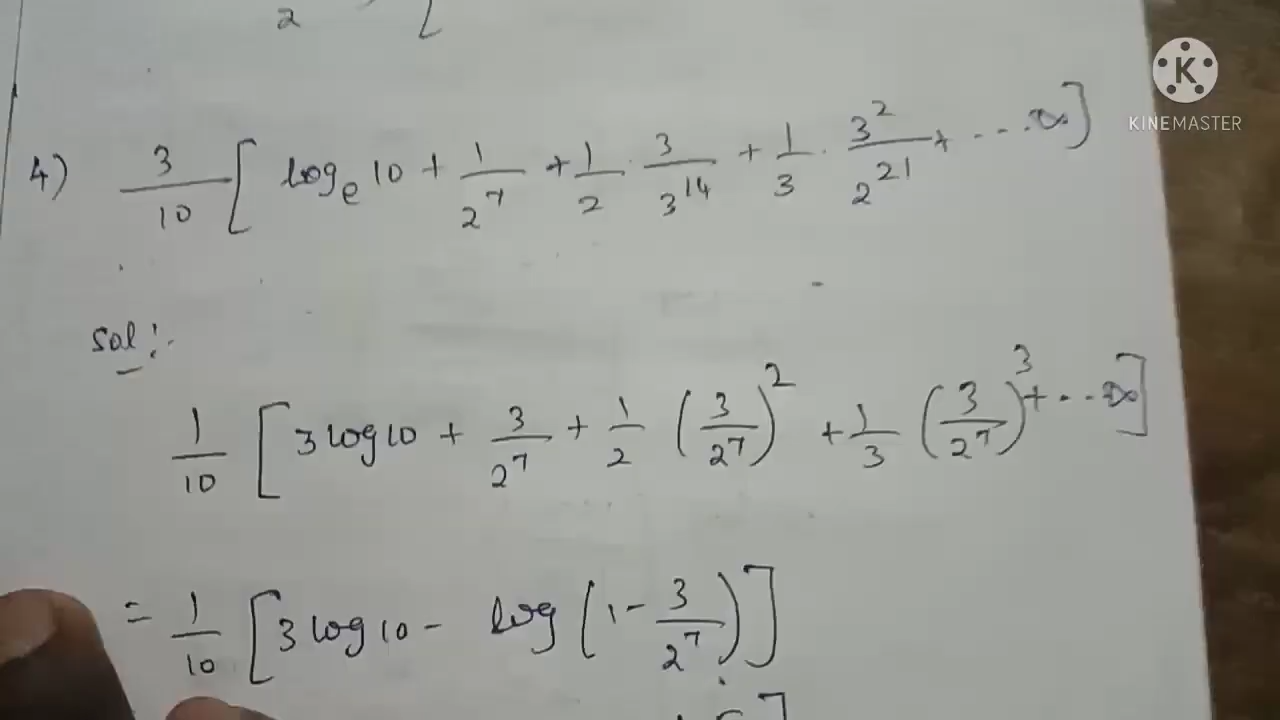 2 [
K
KINEMASTER
4) 3/10 [ log_e 10 + 1/2^7 + 1/2 . 3/3^14 + 1/3 . 3^2/2^21 + - - . . ∞ ]
Sol :-
1/10 [ 3 log 10 + 3/2^7 + 1/2 (3/2^7)^2 + 1/3 (3/2^7)^3 + - - . ∞ ]
= 1/10 [ 3 log 10 - log (1 - 3/2^7) ]